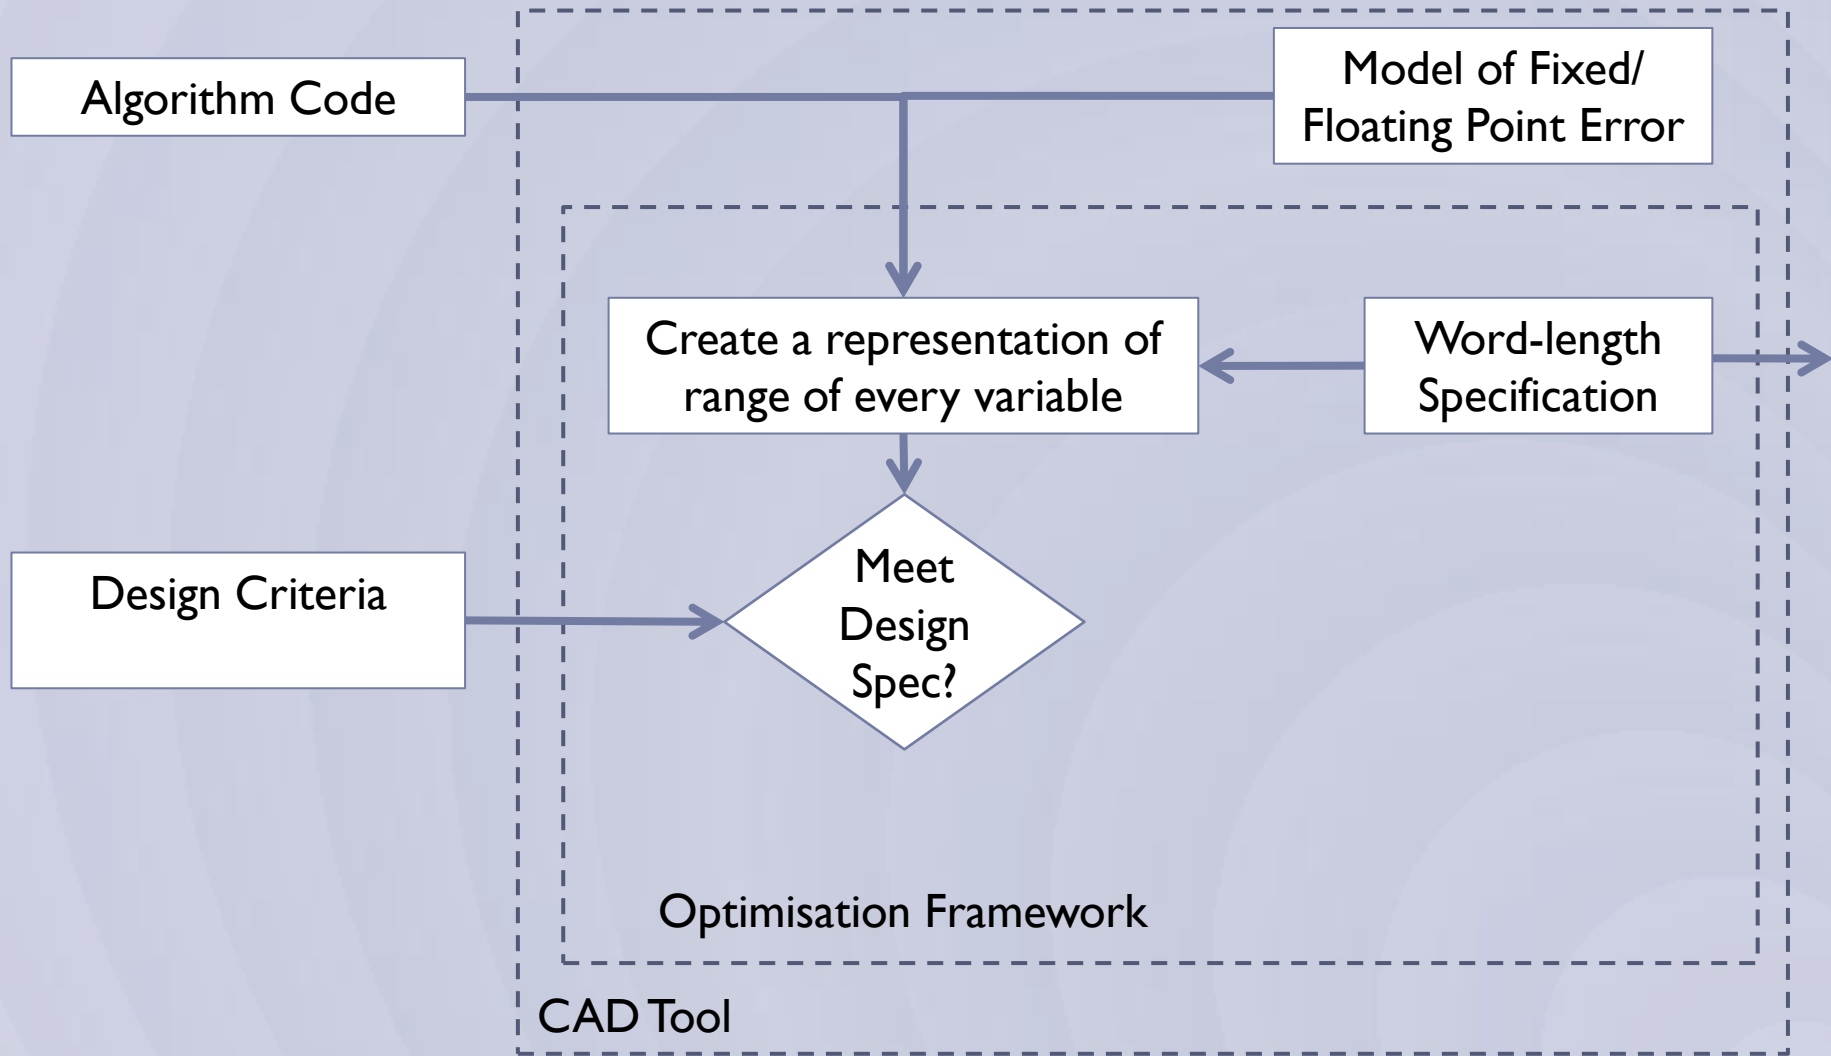 Algorithm Code
Model of Fixed/
Floating Point Error
Create a representation of
range of every variable
Word-length
Specification
Design Criteria
Meet
Design
Spec?
Optimisation Framework
CAD Tool